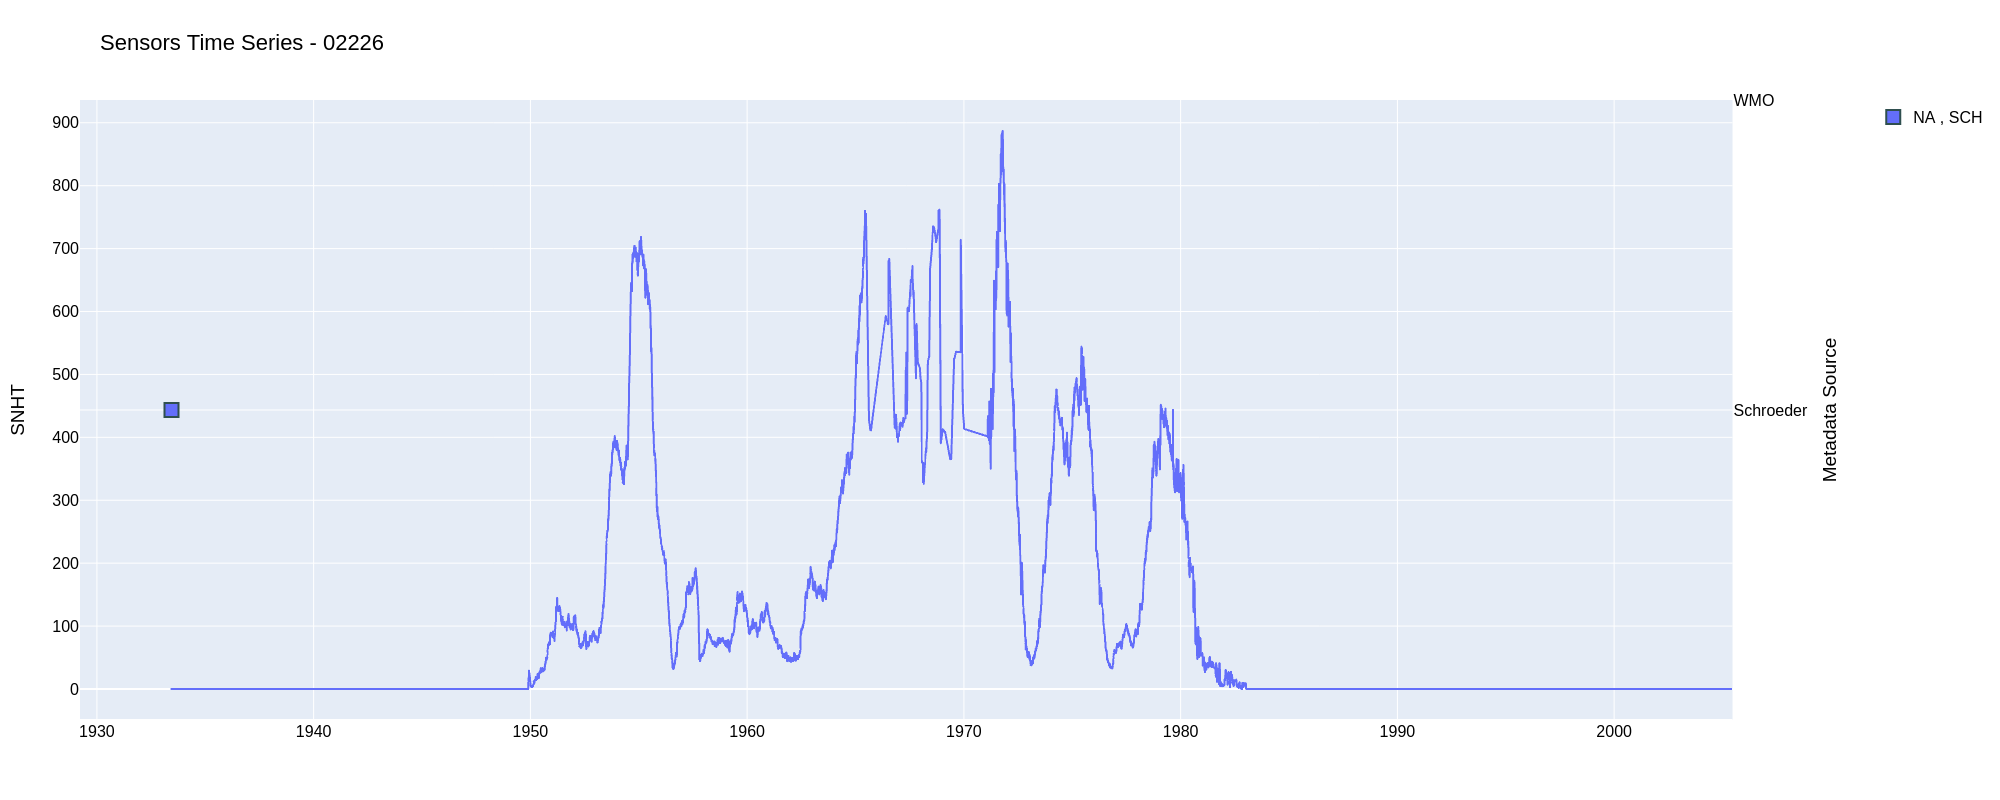 Sensors Time Series - 02226
WMO
NA , SCH
900
800
700
600
500
400
300
200
100
0
SNHT
Schroeder
Metadata Source
1930 1940 1950 1960 1970 1980 1990 2000